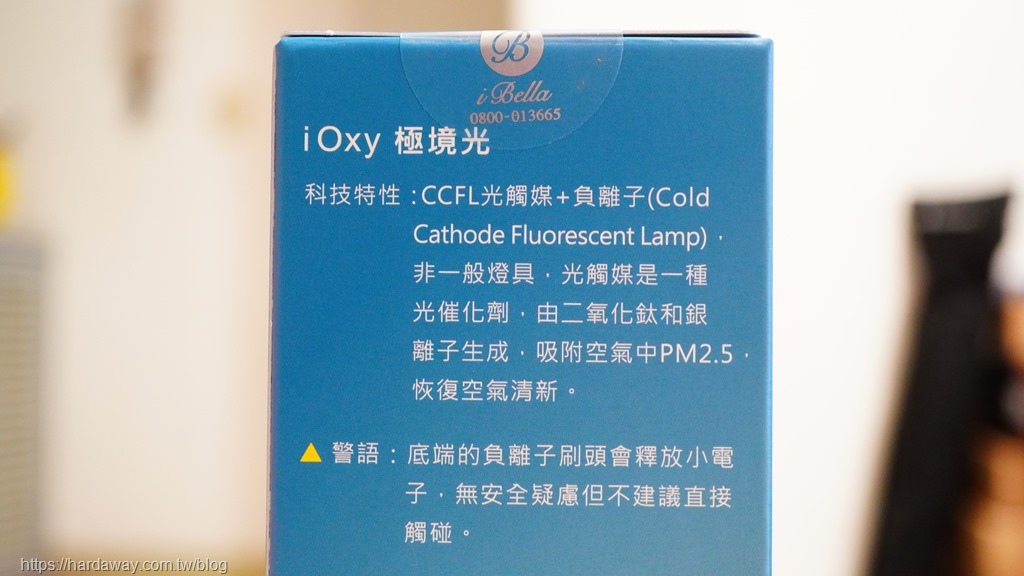 B
i Bella
0800-013665
iOxy 極境光
科技特性：CCFL光觸媒+負離子(Cold
Cathode Fluorescent Lamp)，
非一般燈具，光觸媒是一種
光催化劑，由二氧化鈦和銀
離子生成，吸附空氣中PM2.5，
恢復空氣清新。
警語：底端的負離子刷頭會釋放小電
子，無安全疑慮但不建議直接
觸碰。
https://hardaway.com.tw/blog